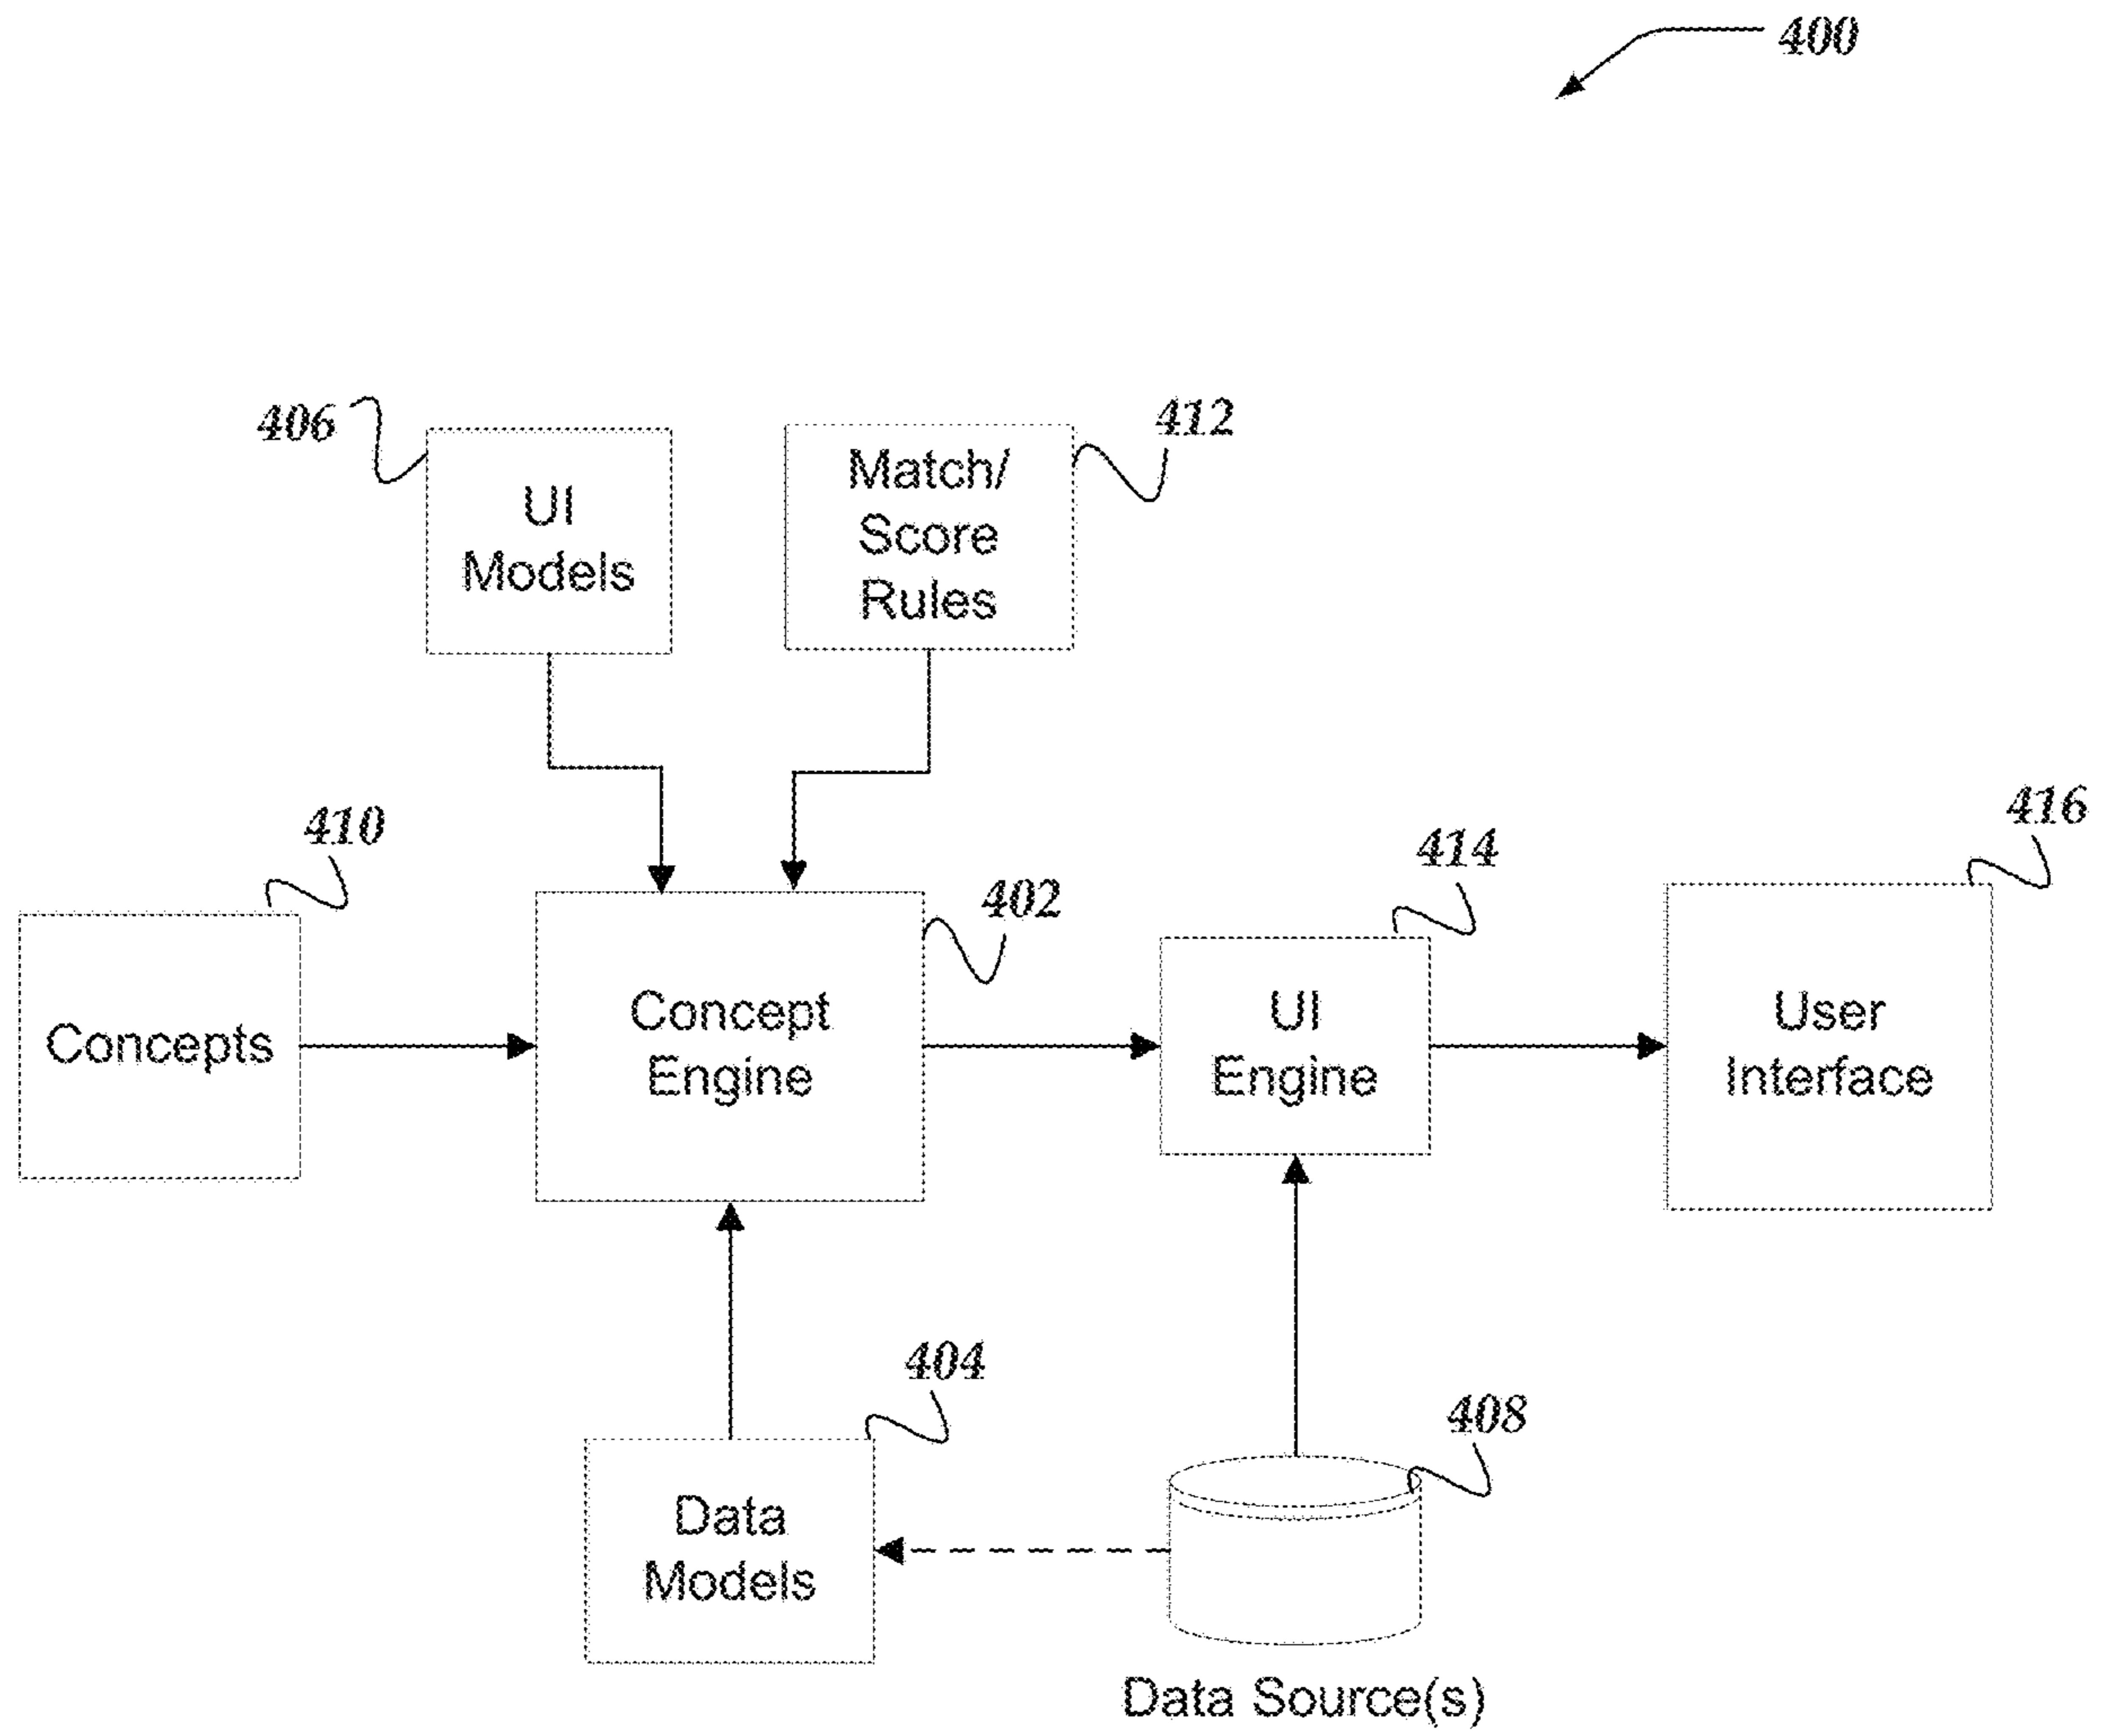 400
406
412
UI
Models
Match/
Score
Rules
410
402
414
416
Concepts
Concept
Engine
UI
Engine
User
Interface
404
408
Data
Models
Data Source(s)